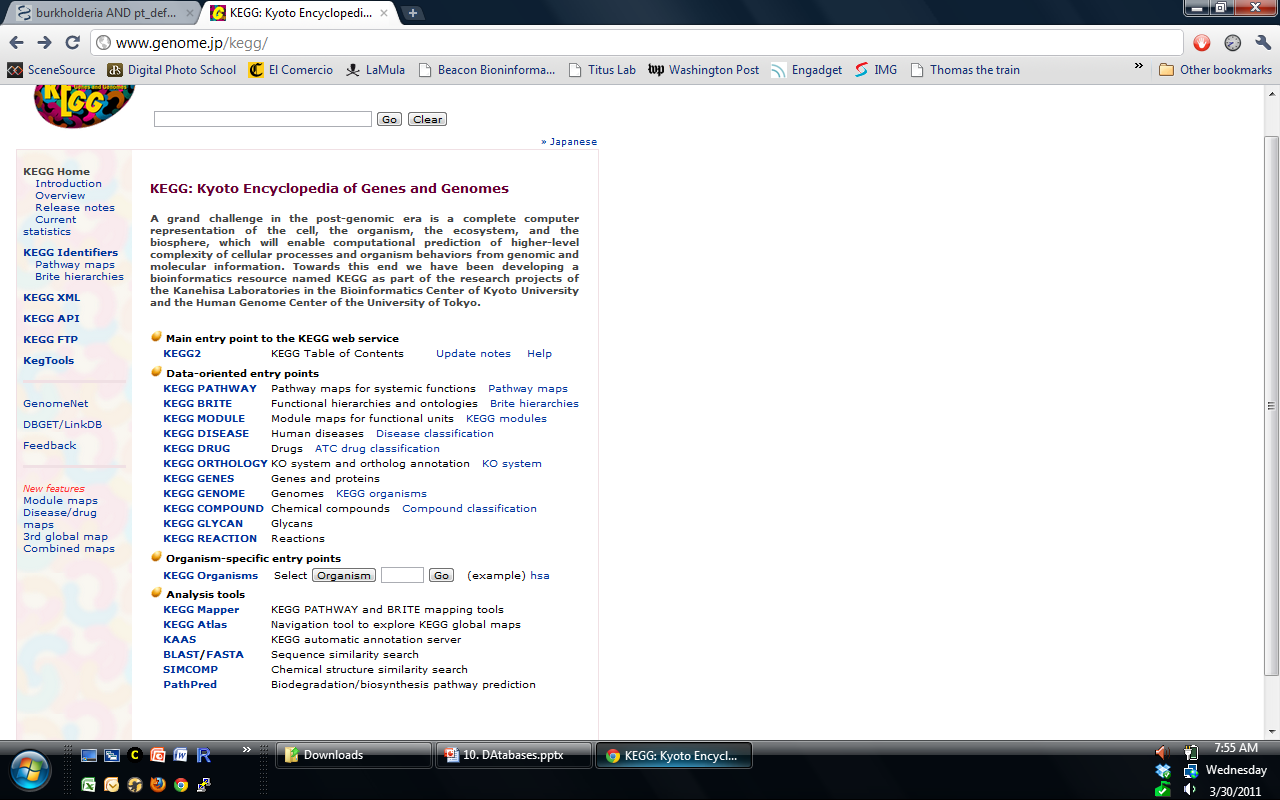 burkholderia AND pt_def...
KEGG: Kyoto Encyclopedi...
www.genome.jp/kegg/
SceneSource
Digital Photo School
El Comercio
LaMula
Beacon Bioninforma...
Titus Lab
wp Washington Post
Engadget
IMG
Thomas the train
»
Other bookmarks
KEGG
Go
Clear
» Japanese
KEGG Home
Introduction
Overview
Release notes
Current
statistics
KEGG Identifiers
Pathway maps
Brite hierarchies
KEGG XML
KEGG API
KEGG FTP
KegTools
GenomeNet
DBGET/LinkDB
Feedback
New features
Module maps
Disease/drug
maps
3rd global map
Combined maps
KEGG: Kyoto Encyclopedia of Genes and Genomes
A grand challenge in the post-genomic era is a complete computer
representation of the cell, the organism, the ecosystem, and the
biosphere, which will enable computational prediction of higher-level
complexity of cellular processes and organism behaviors from genomic and
molecular information. Towards this end we have been developing a
bioinformatics resource named KEGG as part of the research projects of
the Kanehisa Laboratories in the Bioinformatics Center of Kyoto University
and the Human Genome Center of the University of Tokyo.
Main entry point to the KEGG web service
KEGG2 KEGG Table of Contents Update notes Help
Data-oriented entry points
KEGG PATHWAY Pathway maps for systemic functions Pathway maps
KEGG BRITE Functional hierarchies and ontologies Brite hierarchies
KEGG MODULE Module maps for functional units KEGG modules
KEGG DISEASE Human diseases Disease classification
KEGG DRUG Drugs ATC drug classification
KEGG ORTHOLOGY KO system and ortholog annotation KO system
KEGG GENES Genes and proteins
KEGG GENOME Genomes KEGG organisms
KEGG COMPOUND Chemical compounds Compound classification
KEGG GLYCAN Glycans
KEGG REACTION Reactions
Organism-specific entry points
KEGG Organisms Select Organism Go (example) hsa
Analysis tools
KEGG Mapper KEGG PATHWAY and BRITE mapping tools
KEGG Atlas Navigation tool to explore KEGG global maps
KAAS KEGG automatic annotation server
BLAST/FASTA Sequence similarity search
SIMCOMP Chemical structure similarity search
PathPred Biodegradation/biosynthesis pathway prediction
»
Downloads
10. DAtabases.pptx
KEGG: Kyoto Encycl...
7:55 AM
Wednesday
3/30/2011